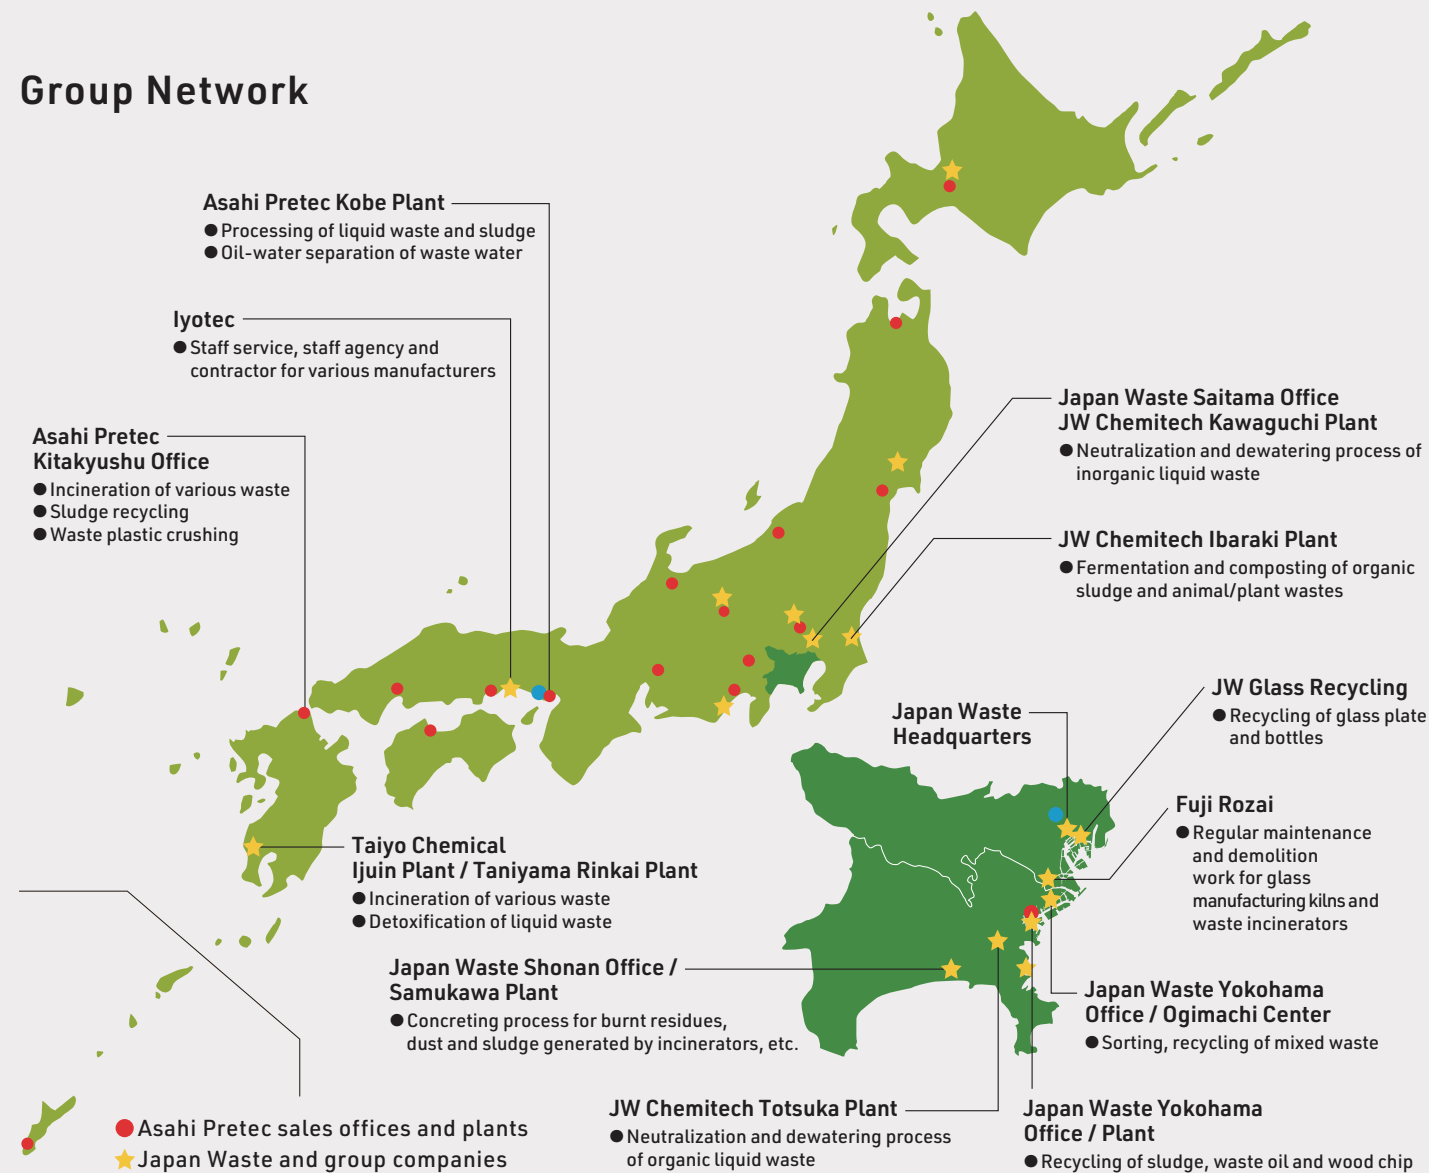 Group Network
Asahi Pretec Kobe Plant
● Processing of liquid waste and sludge
● Oil-water separation of waste water
Iyotec
● Staff service, staff agency and
contractor for various manufacturers
Asahi Pretec
Kitakyushu Office
● Incineration of various waste
● Sludge recycling
● Waste plastic crushing
Japan Waste Saitama Office
JW Chemitech Kawaguchi Plant
● Neutralization and dewatering process of
inorganic liquid waste
JW Chemitech Ibaraki Plant
● Fermentation and composting of organic
sludge and animal/plant wastes
JW Glass Recycling
● Recycling of glass plate
and bottles
Japan Waste
Headquarters
Fuji Rozai
● Regular maintenance
and demolition
work for glass
manufacturing kilns and
waste incinerators
Taiyo Chemical
Ijuin Plant / Taniyama Rinkai Plant
● Incineration of various waste
● Detoxification of liquid waste
Japan Waste Shonan Office /
Samukawa Plant
● Concreting process for burnt residues,
dust and sludge generated by incinerators, etc.
Japan Waste Yokohama
Office / Ogimachi Center
● Sorting, recycling of mixed waste
JW Chemitech Totsuka Plant
● Neutralization and dewatering process
of organic liquid waste
Japan Waste Yokohama
Office / Plant
● Recycling of sludge, waste oil and wood chip
Asahi Pretec sales offices and plants
Japan Waste and group companies